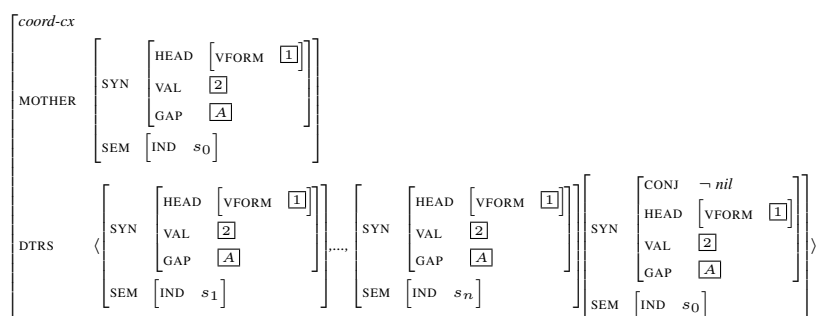 coord-cx
MOTHER SYN HEAD [VFORM 1]
VAL 2
GAP A
SEM [IND s0]
DTRS ⟨ SYN HEAD [VFORM 1]
VAL 2
GAP A
SEM [IND s1]
,...,
SYN HEAD [VFORM 1]
VAL 2
GAP A
SEM [IND sn]
SYN CONJ ¬ nil
HEAD [VFORM 1]
VAL 2
GAP A
SEM [IND s0] ⟩